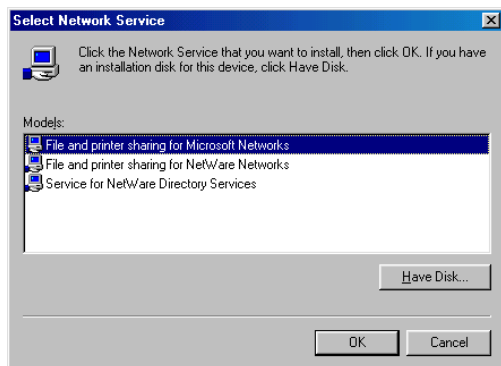 Select Network Service
Click the Network Service that you want to install, then click OK. If you have
an installation disk for this device, click Have Disk.
Models:
File and printer sharing for Microsoft Networks
File and printer sharing for NetWare Networks
Service for NetWare Directory Services
Have Disk...
OK
Cancel